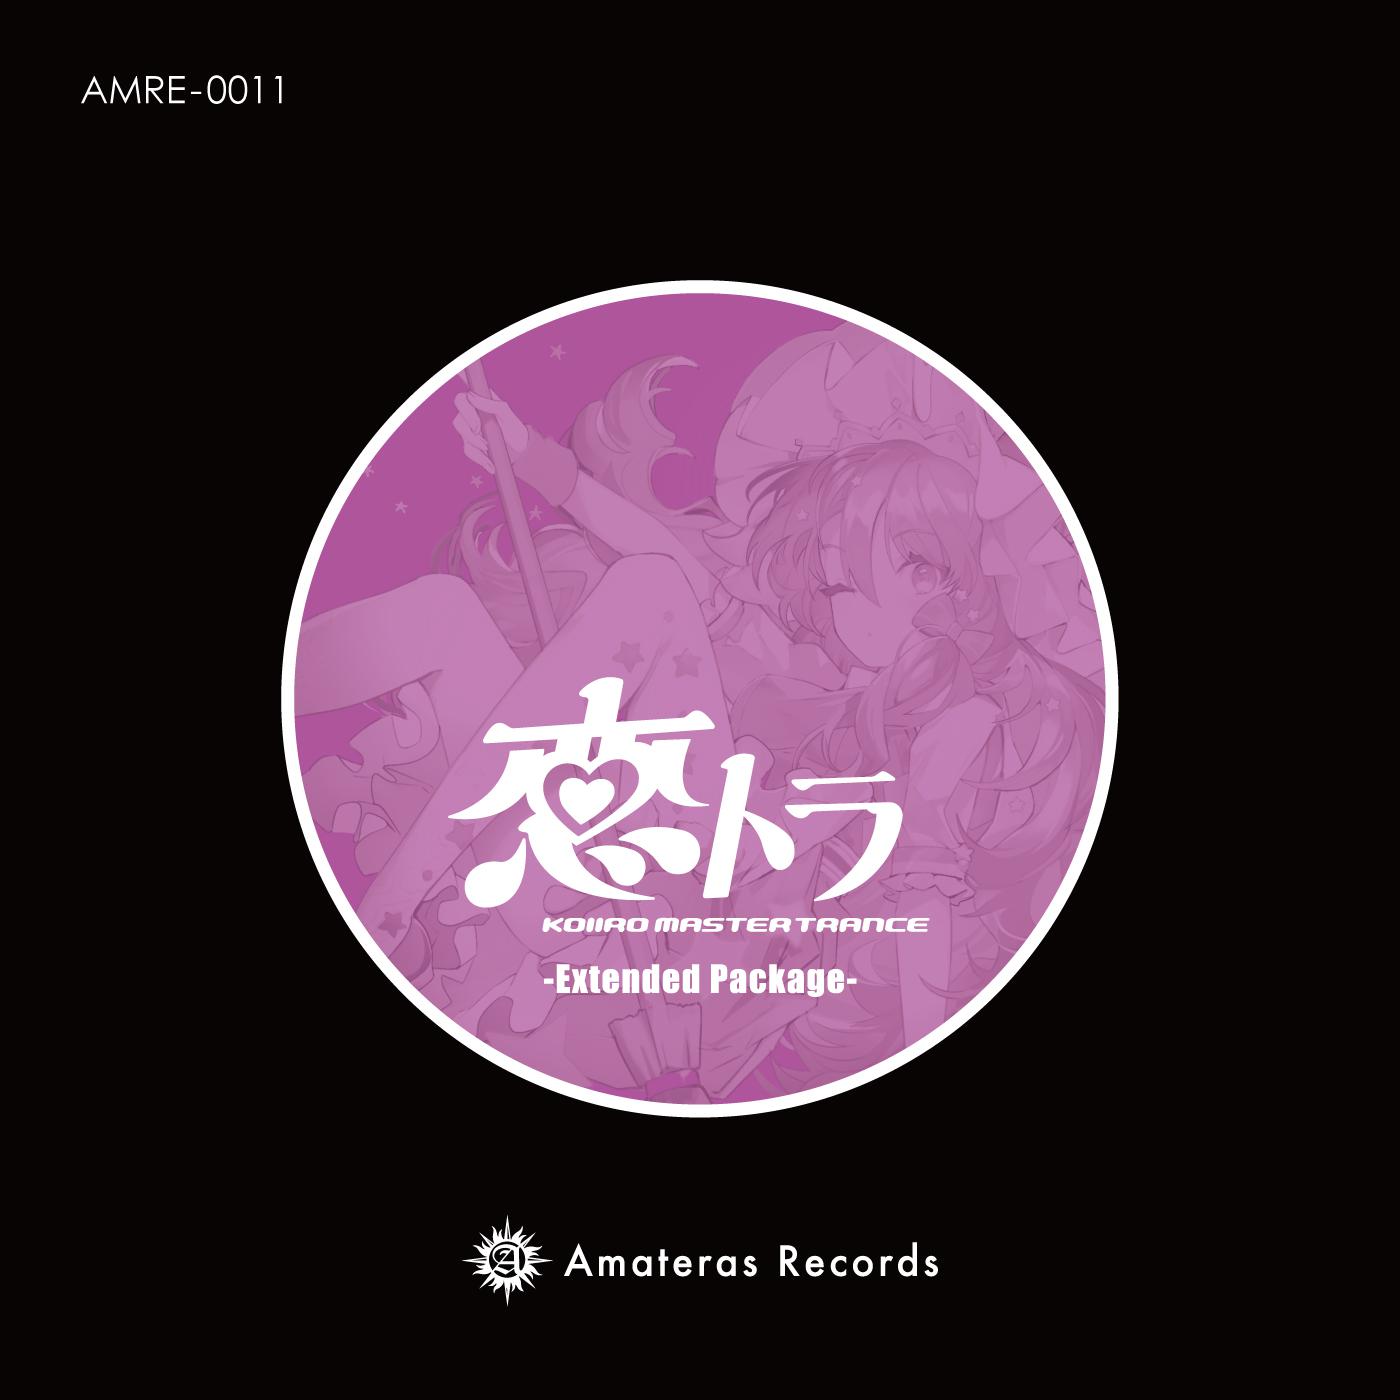 AMRE-0011
恋トラ
KOIIRO MASTER TRANCE
-Extended Package-
A Amateras Records